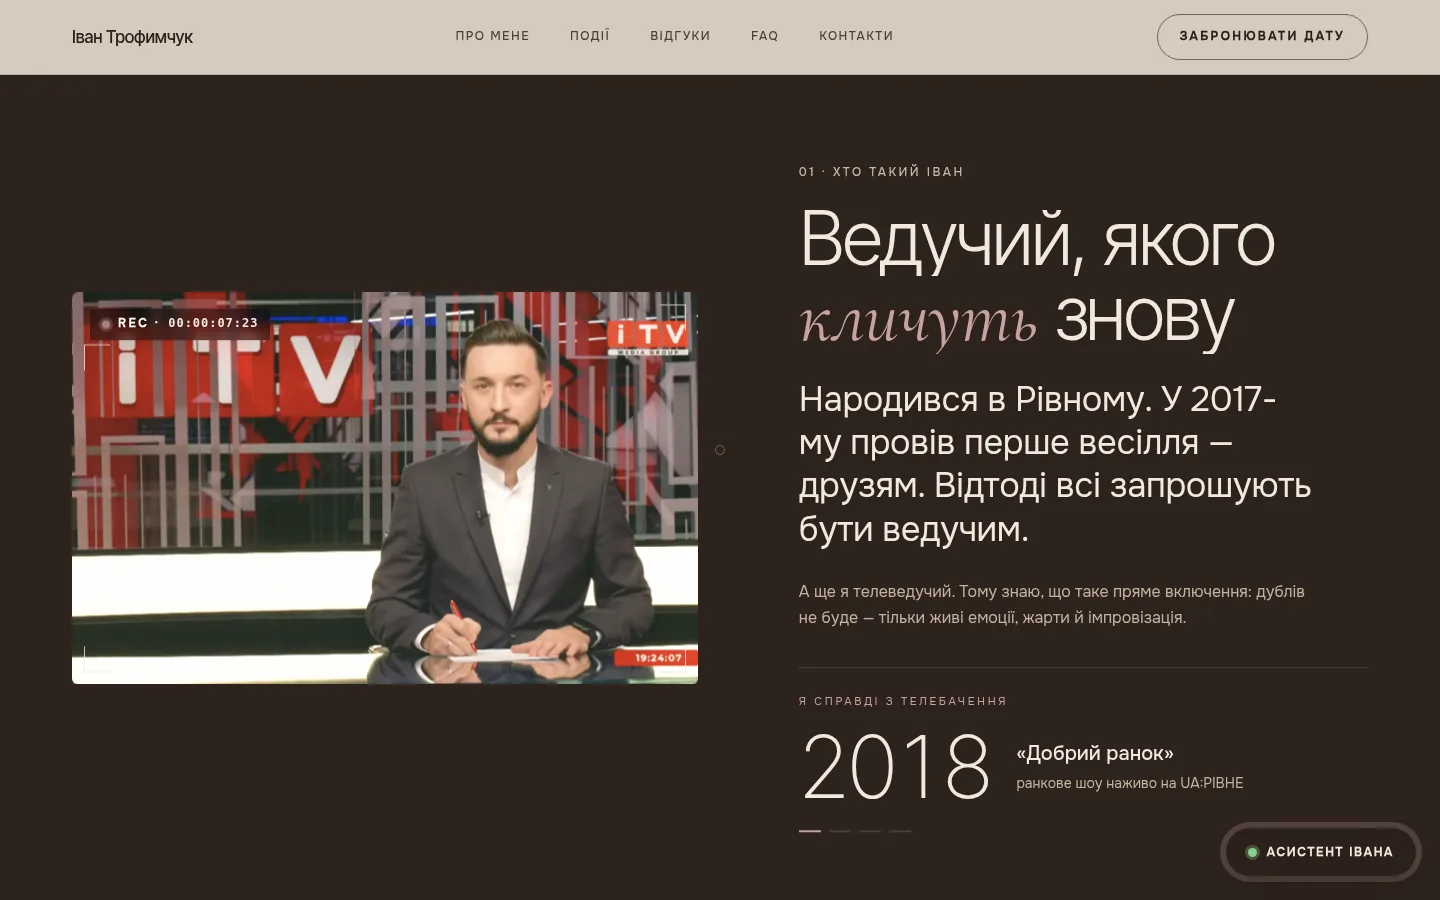 Іван Трофимчук
ПРО МЕНЕ
ПОДІЇ
ВІДГУКИ
FAQ
КОНТАКТИ
ЗАБРОНЮВАТИ ДАТУ
REC · 00:00:07:23
iTV
iTV
MEDIA GROUP
19:24:07
01 · ХТО ТАКИЙ ІВАН
Ведучий, якого
кличуть знову
Народився в Рівному. У 2017-
му провів перше весілля —
друзям. Відтоді всі запрошують
бути ведучим.
А ще я телеведучий. Тому знаю, що таке пряме включення: дублів
не буде — тільки живі емоції, жарти й імпровізація.
Я СПРАВДІ З ТЕЛЕБАЧЕННЯ
2018
«Добрий ранок»
ранкове шоу наживо на UA:РІВНЕ
АСИСТЕНТ ІВАНА